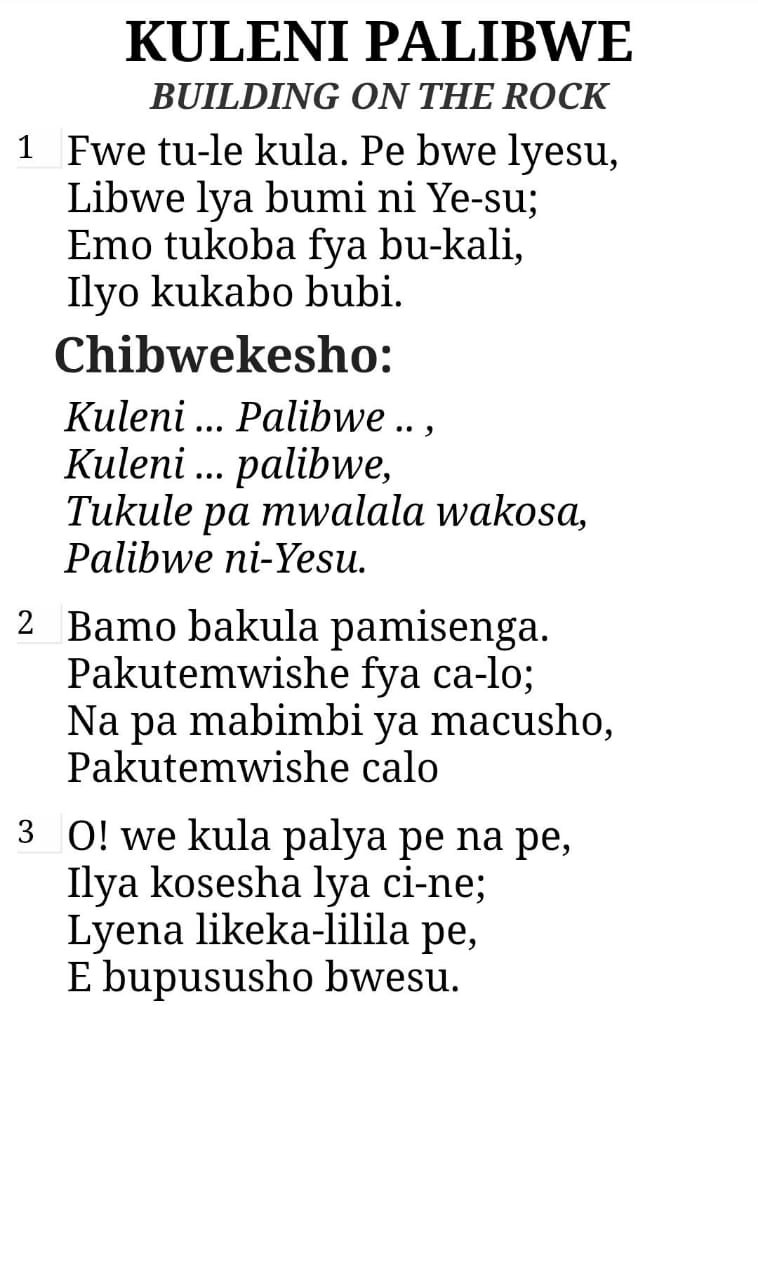 KULENI PALIBWE
BUILDING ON THE ROCK
1 Fwe tu-le kula. Pe bwe lyesu,
Libwe lya bumi ni Ye-su;
Emo tukoba fya bu-kali,
Ilyo kukabo bubi.
Chibwekesho:
Kuleni ... Palibwe .. ,
Kuleni ... palibwe,
Tukule pa mwalala wakosa,
Palibwe ni-Yesu.
2 Bamo bakula pamisenga.
Pakutemwishe fya ca-lo;
Na pa mabimbi ya macusho,
Pakutemwishe calo
3 O! we kula palya pe na pe,
Ilya kosesha lya ci-ne;
Lyena likeka-lilila pe,
E bupususho bwesu.